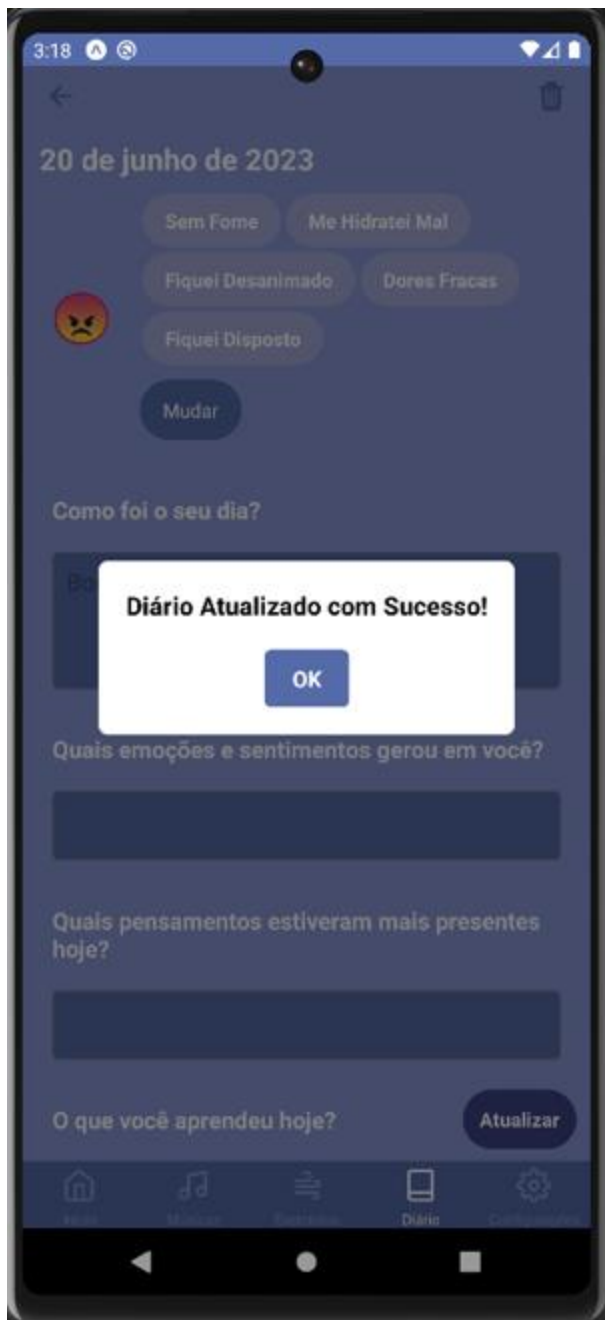 3:18
20 de junho de 2023
Sem Fome Me Hidratei Mal
Fiquei Desanimado Dores Fracas
Fiquei Disposto
Mudar
Como foi o seu dia?
Diário Atualizado com Sucesso!
OK
Quais emoções e sentimentos gerou em você?
Quais pensamentos estiveram mais presentes
hoje?
O que você aprendeu hoje? Atualizar
Diário